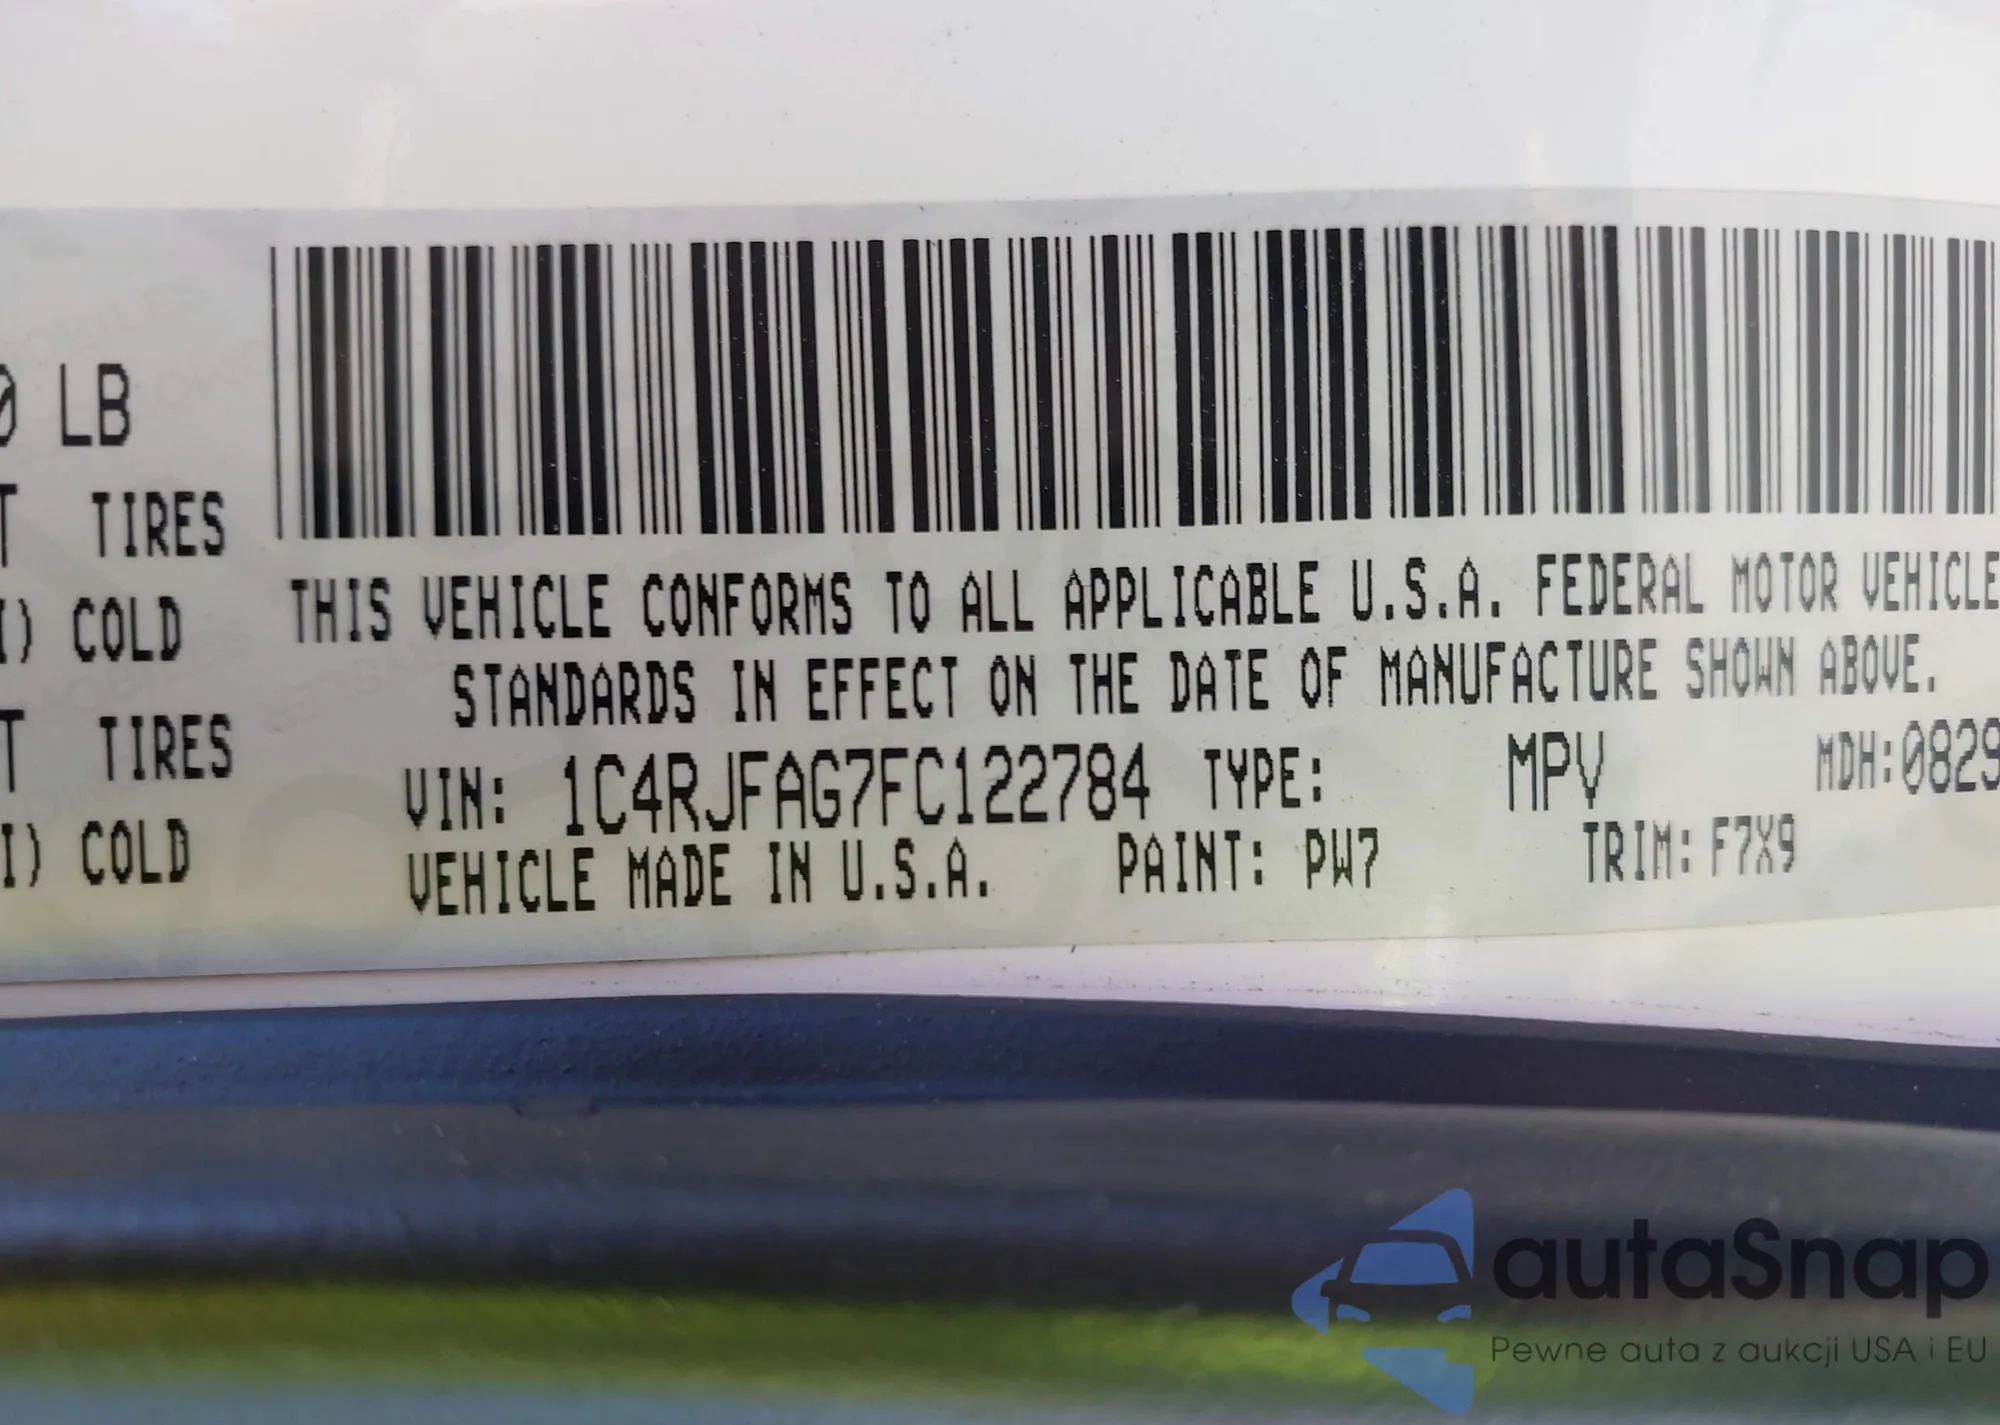 0 LB
T TIRES
I) COLD
T TIRES
I) COLD
THIS VEHICLE CONFORMS TO ALL APPLICABLE U.S.A. FEDERAL MOTOR VEHICLE
STANDARDS IN EFFECT ON THE DATE OF MANUFACTURE SHOWN ABOVE.
VIN: 1C4RJFAG7FC122784 TYPE: MPV MDH:0829
VEHICLE MADE IN U.S.A. PAINT: PW7 TRIM: F7X9
autaSnap
Pewne auta z aukcji USA i EU